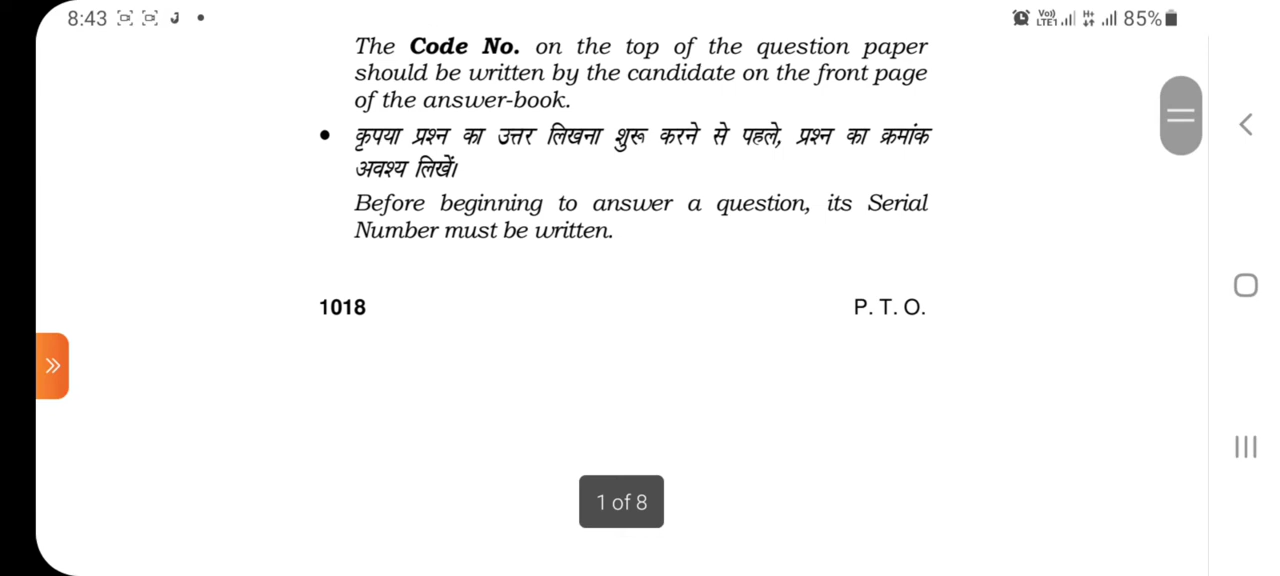 8:43
Vo)) LTE1 H+ 85%
The Code No. on the top of the question paper
should be written by the candidate on the front page
of the answer-book.
• कृपया प्रश्न का उत्तर लिखना शुरू करने से पहले, प्रश्न का क्रमांक
अवश्य लिखें।
Before beginning to answer a question, its Serial
Number must be written.
1018 P. T. O.
1 of 8